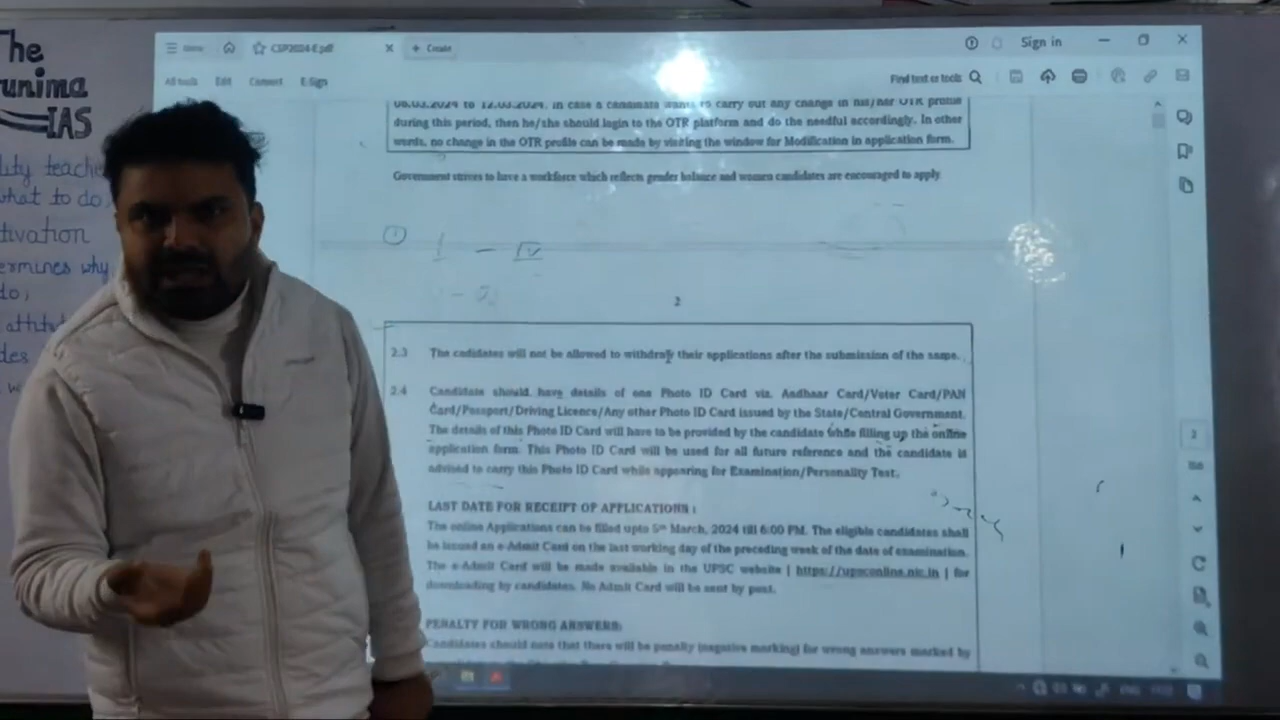 The
unima
IAS
lity teache
what to do,
tivation
ermines why
do,
attitu
des
Home
CSP2024-E.pdf
+ Create
Sign in
All tools Edit Convert E-Sign
Find text or tools
06.03.2024 to 12.03.2024. In case a candidate wants to carry out any change in his/her OTR profile
during this period, then he/she should login to the OTR platform and do the needful accordingly. In other
words, no change in the OTR profile can be made by visiting the window for Modification in application form.
Government strives to have a workforce which reflects gender balance and women candidates are encouraged to apply
1 - IV
2
2.3 The cadidates will not be allowed to withdraw their applications after the submission of the same.
2.4 Candidate should have details of one Photo ID Card viz. Aadhaar Card/Voter Card/PAN
Card/Passport/Driving Licence/Any other Photo ID Card issued by the State/Central Government.
The details of this Photo ID Card will have to be provided by the candidate while filling up the online
application form. This Photo ID Card will be used for all future reference and the candidate is
advised to carry this Photo ID Card while appearing for Examination/Personality Test.
LAST DATE FOR RECEIPT OF APPLICATIONS :
The online Applications can be filled upto 5th March, 2024 till 6:00 PM. The eligible candidates shall
be issued an e-Admit Card on the last working day of the preceding week of the date of examination.
The e-Admit Card will be made available in the UPSC website | https://upsconline.nic.in | for
downloading by candidates. No Admit Card will be sent by post.
PENALTY FOR WRONG ANSWERS:
Candidates should note that there will be penalty (negative marking) for wrong answers marked by
2